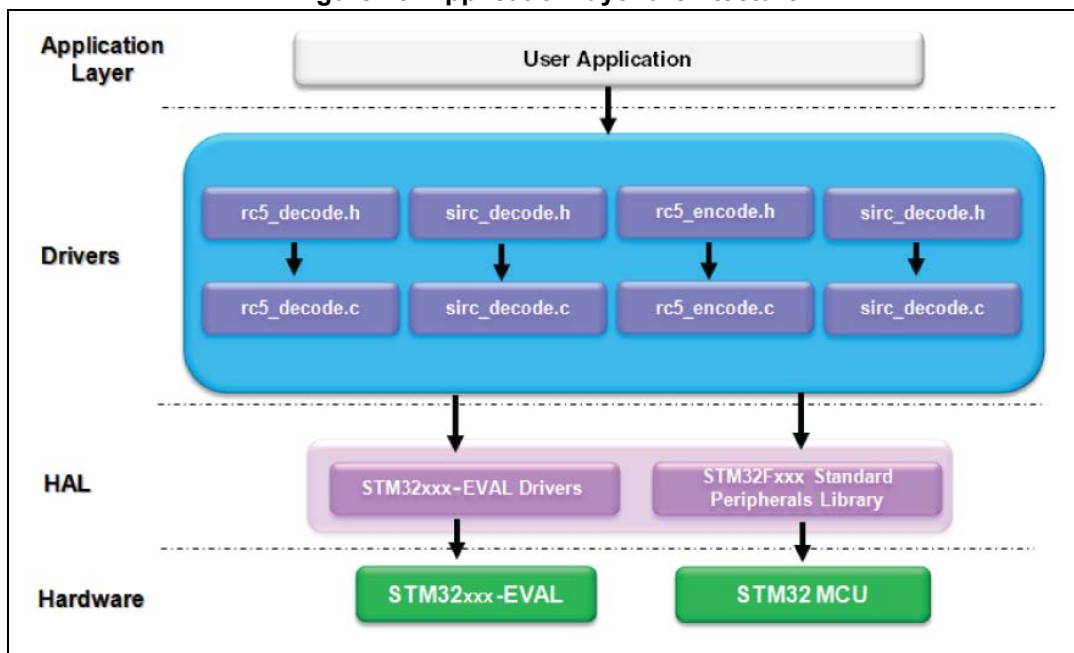 Application
Layer
User Application
rc5_decode.h
sirc_decode.h
rc5_encode.h
sirc_decode.h
Drivers
rc5_decode.c
sirc_decode.c
rc5_encode.c
sirc_decode.c
HAL
STM32xxx-EVAL Drivers
STM32Fxxx Standard
Peripherals Library
Hardware
STM32xxx-EVAL
STM32 MCU